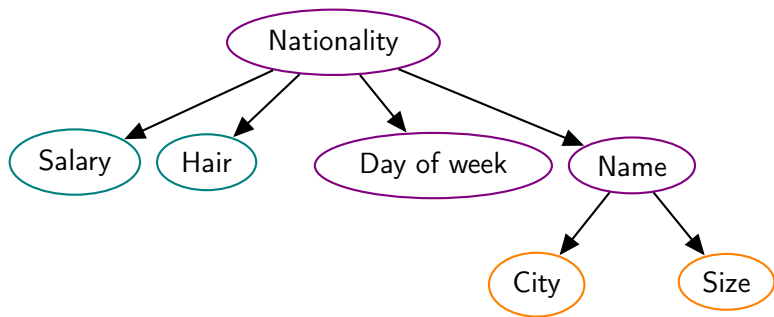 Nationality
Salary
Hair
Day of week
Name
City
Size